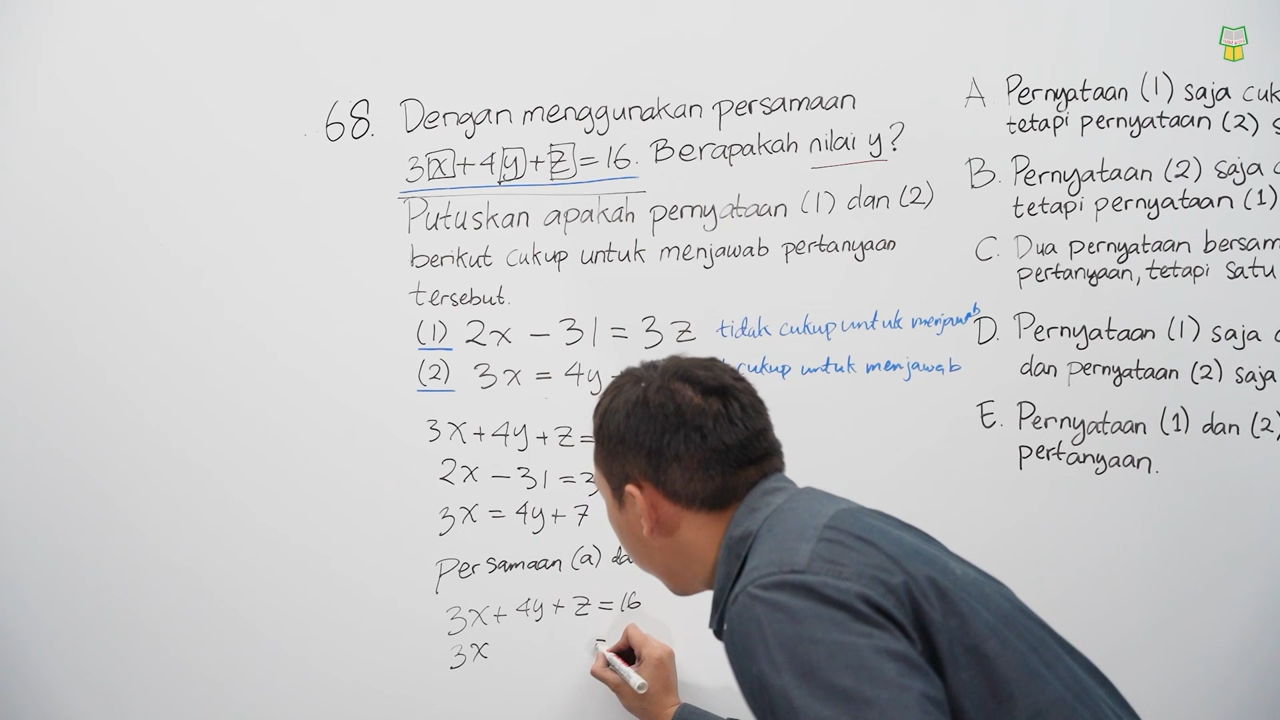 68. Dengan menggunakan persamaan
3x + 4y + z = 16. Berapakah nilai y?
Putuskan apakah pernyataan (1) dan (2)
berikut cukup untuk menjawab pertanyaan
tersebut.
(1) 2x - 31 = 3z tidak cukup untuk menjawab
(2) 3x = 4y cukup untuk menjawab
3x + 4y + z =
2x - 31 = 3
3x = 4y + 7
Persamaan (a)
3x + 4y + z = 16
3x =
A Pernyataan (1) saja
tetapi pernyataan (2)
B. Pernyataan (2) saja
tetapi pernyataan (1)
C. Dua pernyataan
pertanyaan, tetapi satu
D. Pernyataan (1) saja
dan pernyataan (2) saja
E. Pernyataan (1) dan (2)
pertanyaan.